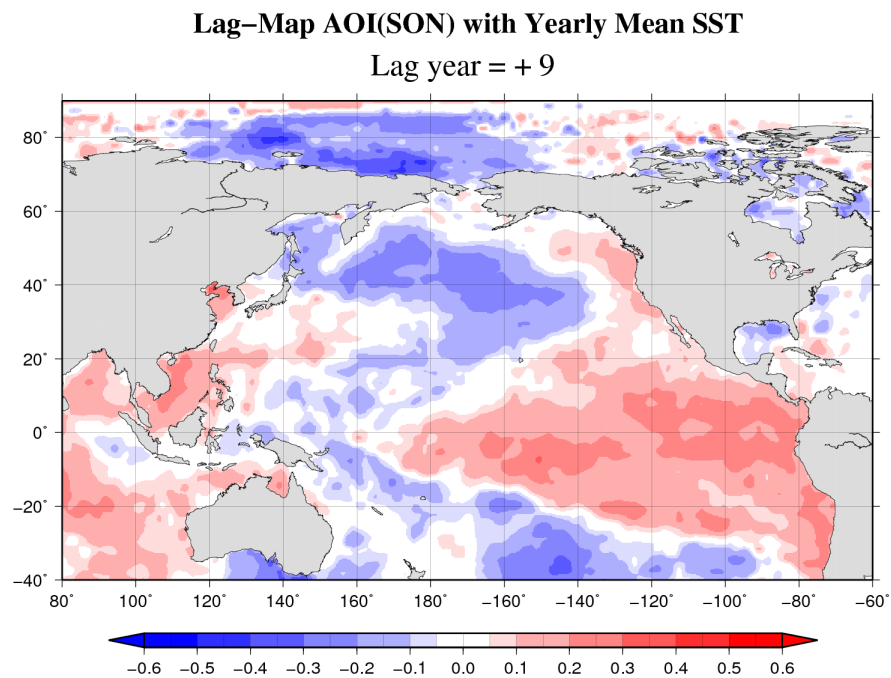 Lag−Map AOI(SON) with Yearly Mean SST
Lag year = + 9
80˚
60˚
40˚
20˚
0˚
−20˚
−40˚
80 100 120 140 160 180 −160˚ −140˚ −120˚ −100˚ −80˚ −60˚
−0.6 −0.5 −0.4 −0.3 −0.2 −0.1 0.0 0.1 0.2 0.3 0.4 0.5 0.6